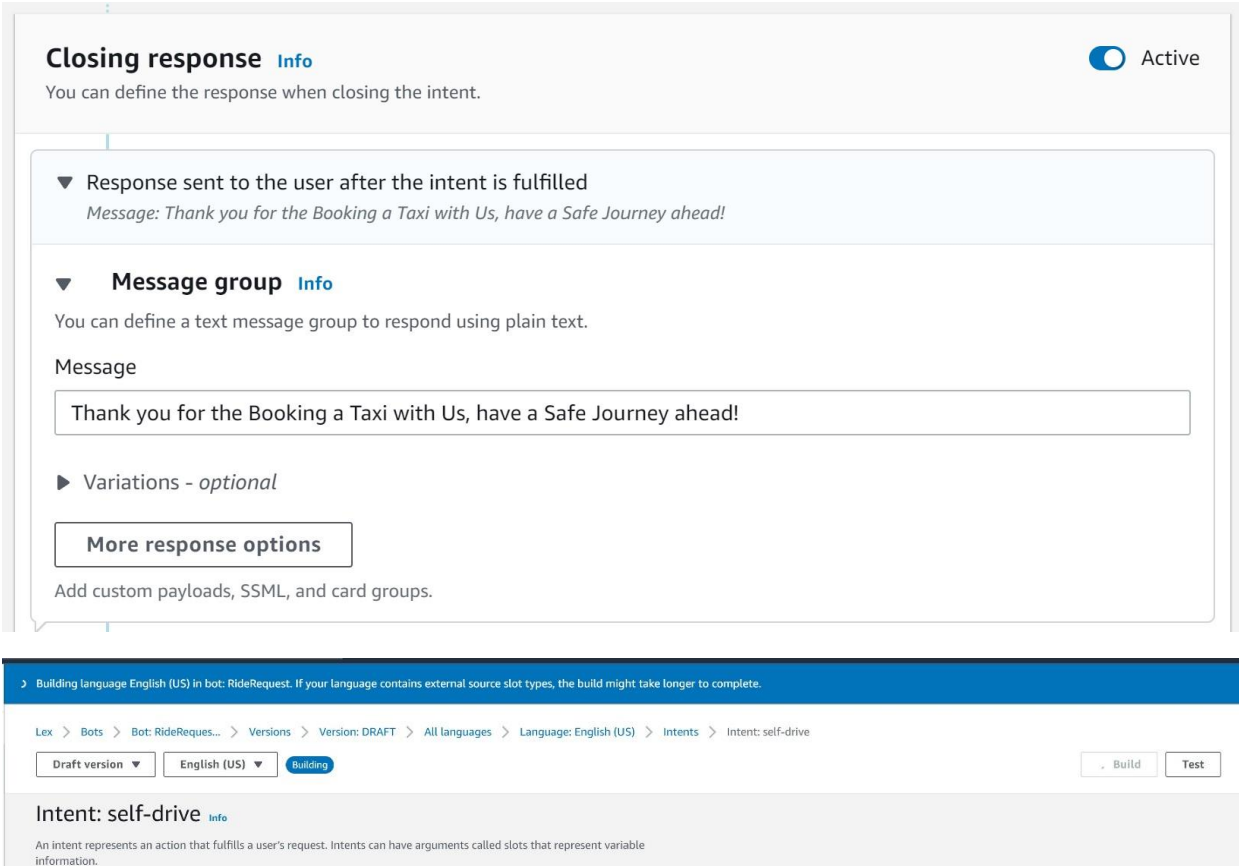 Closing response Info
Active
You can define the response when closing the intent.
Response sent to the user after the intent is fulfilled
Message: Thank you for the Booking a Taxi with Us, have a Safe Journey ahead!
Message group Info
You can define a text message group to respond using plain text.
Message
Thank you for the Booking a Taxi with Us, have a Safe Journey ahead!
Variations - optional
More response options
Add custom payloads, SSML, and card groups.
Building language English (US) in bot: RideRequest. If your language contains external source slot types, the build might take longer to complete.
Lex > Bots > Bot: RideReques... > Versions > Version: DRAFT > All languages > Language: English (US) > Intents > Intent: self-drive
Draft version English (US) Building Build Test
Intent: self-drive Info
An intent represents an action that fulfills a user's request. Intents can have arguments called slots that represent variable
information.